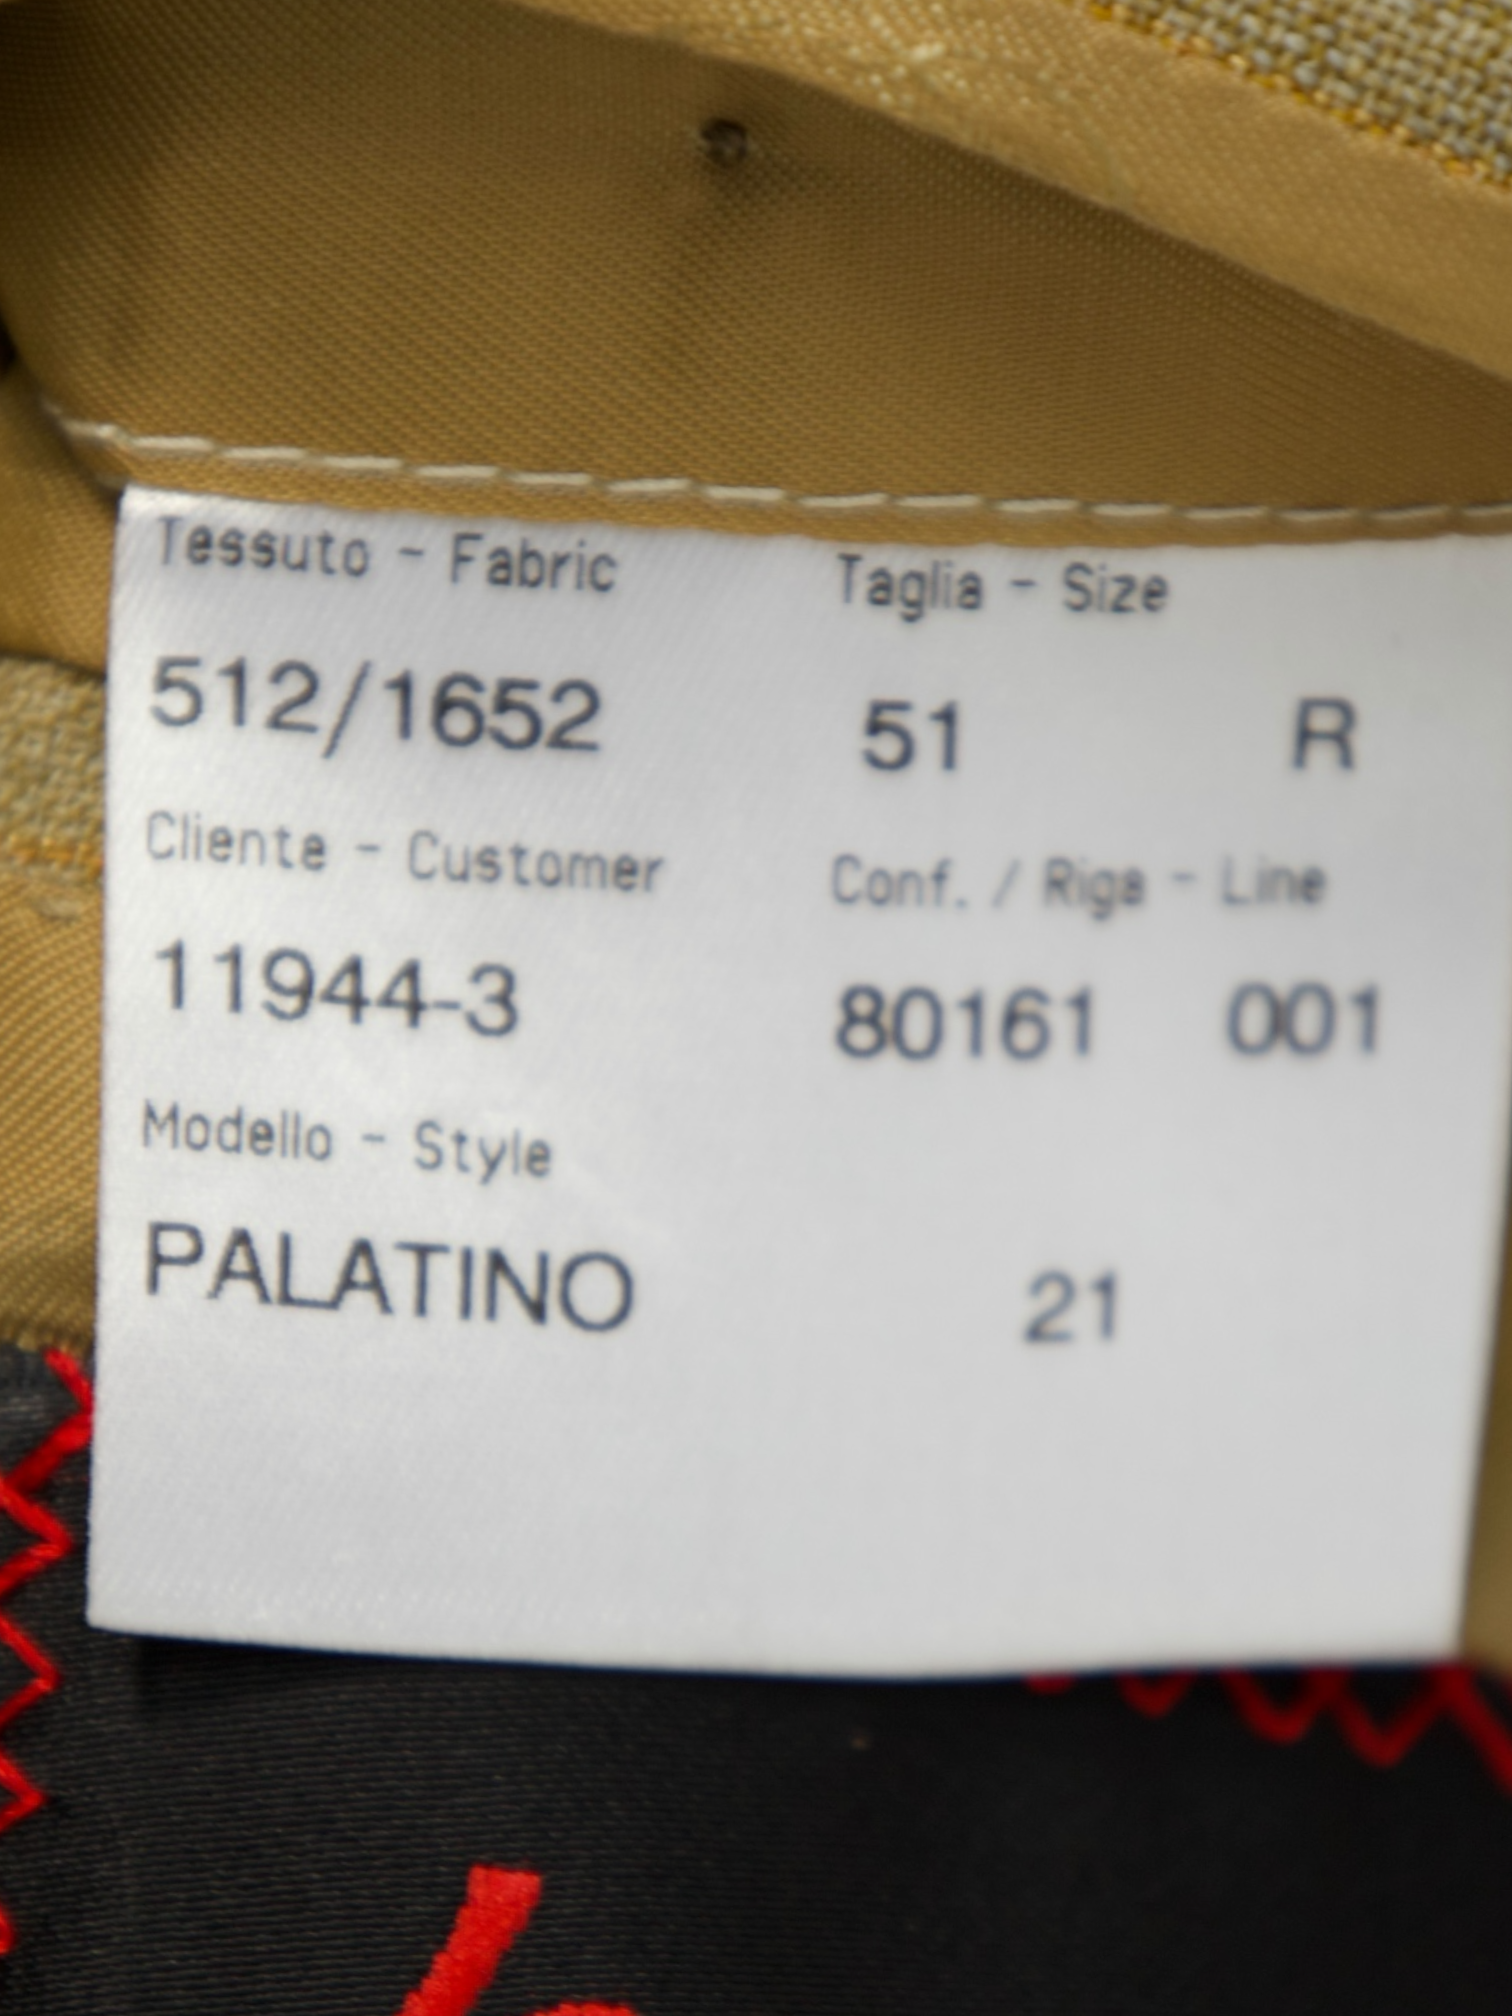 Tessuto - Fabric Taglia - Size
512/1652 51 R
Cliente - Customer Conf. / Riga - Line
11944-3 80161 001
Modello - Style
PALATINO 21